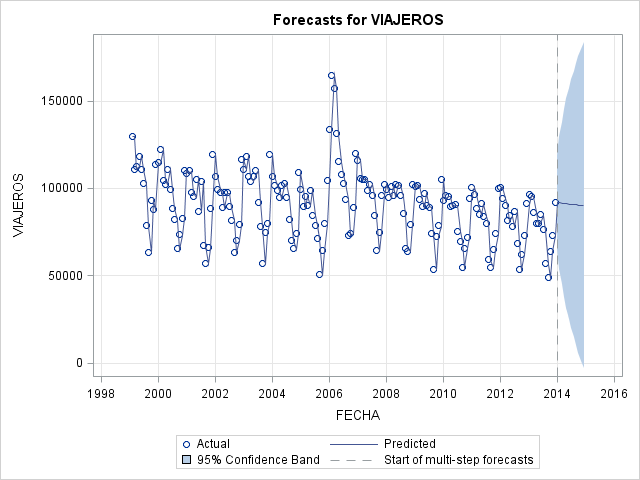 Forecasts for VIAJEROS
150000
100000
50000
0
VIAJEROS
1998 2000 2002 2004 2006 2008 2010 2012 2014 2016
FECHA
Actual Predicted
95% Confidence Band Start of multi-step forecasts